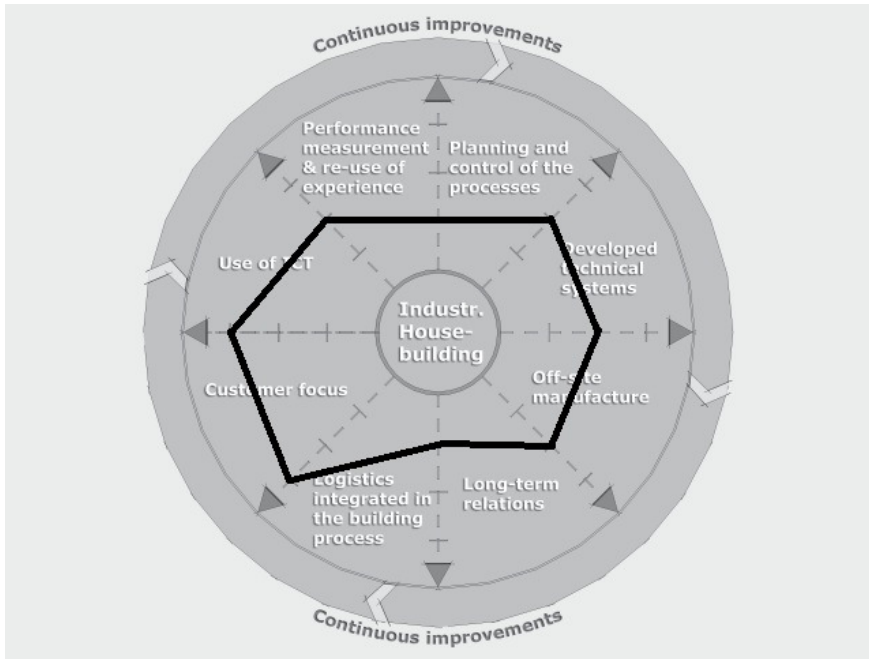 Continuous improvements
Performance
measurement
& re-use of
experience
Planning and
control of the
processes
Use of ICT
Developed
technical
systems
Industr.
House-
building
Customer focus
Off-site
manufacture
Logistics
integrated in
the building
process
Long-term
relations
Continuous improvements